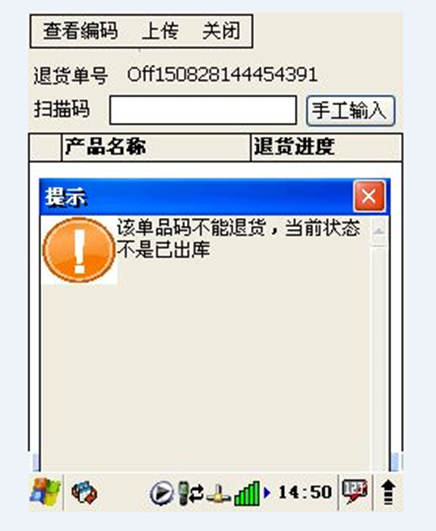 查看编码 上传 关闭
退货单号 Off150828144454391
扫描码 手工输入
产品名称 退货进度
提示
该单品码不能退货，当前状态
不是已出库
14:50